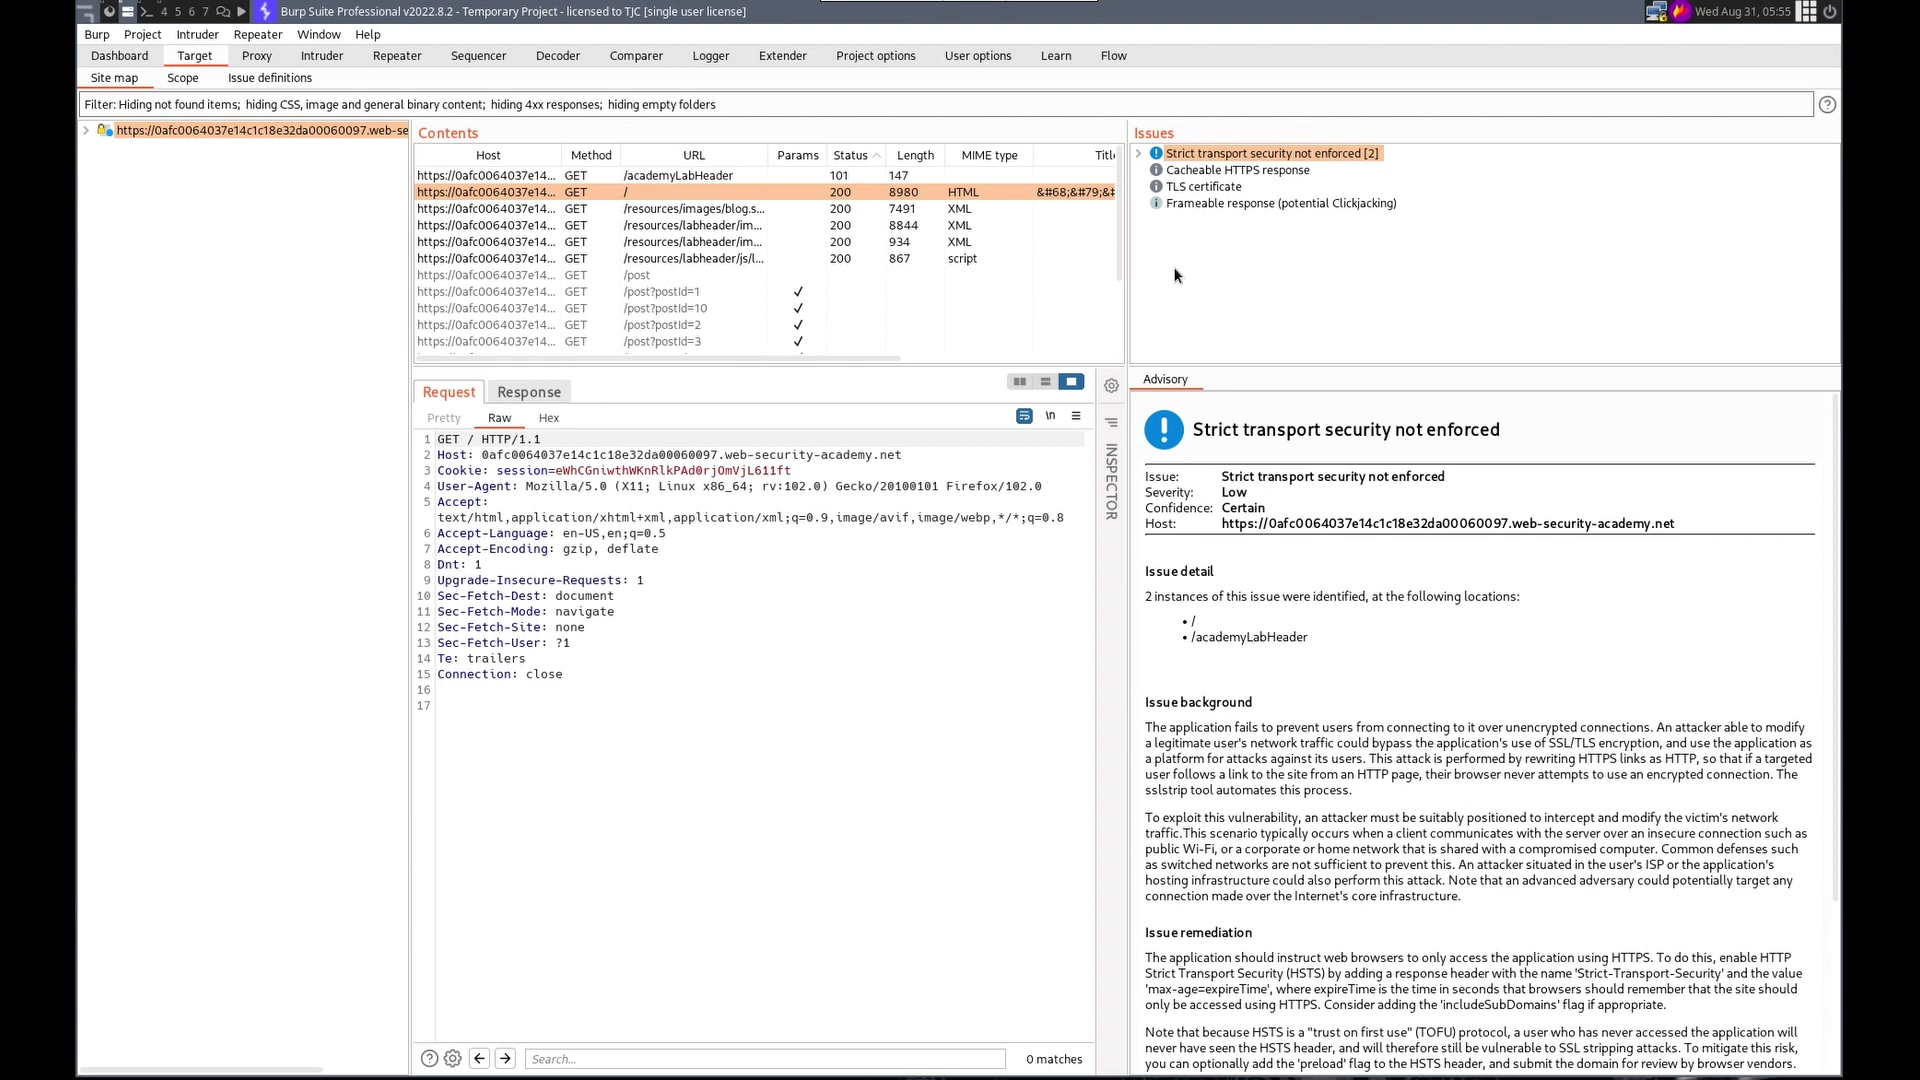 4 5 6 7 Burp Suite Professional v2022.8.2 - Temporary Project - licensed to TJC [single user license] Wed Aug 31, 05:55
Burp Project Intruder Repeater Window Help
Dashboard Target Proxy Intruder Repeater Sequencer Decoder Comparer Logger Extender Project options User options Learn Flow
Site map Scope Issue definitions
Filter: Hiding not found items; hiding CSS, image and general binary content; hiding 4xx responses; hiding empty folders
https://0afc0064037e14c1c18e32da00060097.web-se
Contents
Host Method URL Params Status Length MIME type Title
https://0afc0064037e14... GET /academyLabHeader 101 147
https://0afc0064037e14... GET / 200 8980 HTML &#68;&#79;&#
https://0afc0064037e14... GET /resources/images/blog.s... 200 7491 XML
https://0afc0064037e14... GET /resources/labheader/im... 200 8844 XML
https://0afc0064037e14... GET /resources/labheader/im... 200 934 XML
https://0afc0064037e14... GET /resources/labheader/js/l... 200 867 script
https://0afc0064037e14... GET /post
https://0afc0064037e14... GET /post?postId=1 ✓
https://0afc0064037e14... GET /post?postId=10 ✓
https://0afc0064037e14... GET /post?postId=2 ✓
https://0afc0064037e14... GET /post?postId=3 ✓
Request Response
Pretty Raw Hex \n
1 GET / HTTP/1.1
2 Host: 0afc0064037e14c1c18e32da00060097.web-security-academy.net
3 Cookie: session=eWhCGniwthWKnRlkPAd0rjOmVjL611ft
4 User-Agent: Mozilla/5.0 (X11; Linux x86_64; rv:102.0) Gecko/20100101 Firefox/102.0
5 Accept:
text/html,application/xhtml+xml,application/xml;q=0.9,image/avif,image/webp,*/*;q=0.8
6 Accept-Language: en-US,en;q=0.5
7 Accept-Encoding: gzip, deflate
8 Dnt: 1
9 Upgrade-Insecure-Requests: 1
10 Sec-Fetch-Dest: document
11 Sec-Fetch-Mode: navigate
12 Sec-Fetch-Site: none
13 Sec-Fetch-User: ?1
14 Te: trailers
15 Connection: close
16
17
Search... 0 matches
INSPECTOR
Issues
Strict transport security not enforced [2]
Cacheable HTTPS response
TLS certificate
Frameable response (potential Clickjacking)
Advisory
Strict transport security not enforced
Issue: Strict transport security not enforced
Severity: Low
Confidence: Certain
Host: https://0afc0064037e14c1c18e32da00060097.web-security-academy.net
Issue detail
2 instances of this issue were identified, at the following locations:
• /
• /academyLabHeader
Issue background
The application fails to prevent users from connecting to it over unencrypted connections. An attacker able to modify
a legitimate user's network traffic could bypass the application's use of SSL/TLS encryption, and use the application as
a platform for attacks against its users. This attack is performed by rewriting HTTPS links as HTTP, so that if a targeted
user follows a link to the site from an HTTP page, their browser never attempts to use an encrypted connection. The
sslstrip tool automates this process.
To exploit this vulnerability, an attacker must be suitably positioned to intercept and modify the victim's network
traffic.This scenario typically occurs when a client communicates with the server over an insecure connection such as
public Wi-Fi, or a corporate or home network that is shared with a compromised computer. Common defenses such
as switched networks are not sufficient to prevent this. An attacker situated in the user's ISP or the application's
hosting infrastructure could also perform this attack. Note that an advanced adversary could potentially target any
connection made over the Internet's core infrastructure.
Issue remediation
The application should instruct web browsers to only access the application using HTTPS. To do this, enable HTTP
Strict Transport Security (HSTS) by adding a response header with the name 'Strict-Transport-Security' and the value
'max-age=expireTime', where expireTime is the time in seconds that browsers should remember that the site should
only be accessed using HTTPS. Consider adding the 'includeSubDomains' flag if appropriate.
Note that because HSTS is a "trust on first use" (TOFU) protocol, a user who has never accessed the application will
never have seen the HSTS header, and will therefore still be vulnerable to SSL stripping attacks. To mitigate this risk,
you can optionally add the 'preload' flag to the HSTS header, and submit the domain for review by browser vendors.